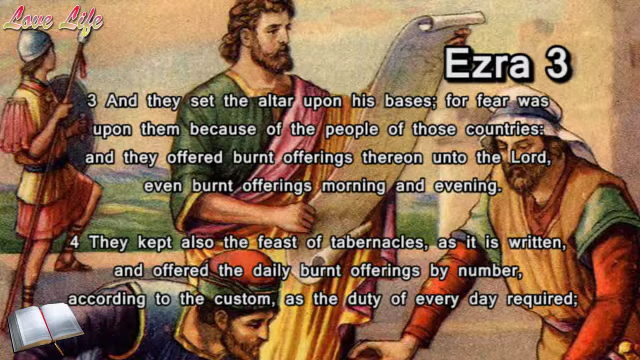 Love Life
Ezra 3
3 And they set the altar upon his bases; for fear was
upon them because of the people of those countries:
and they offered burnt offerings thereon unto the Lord,
even burnt offerings morning and evening.
4 They kept also the feast of tabernacles, as it is written,
and offered the daily burnt offerings by number,
according to the custom, as the duty of every day required;